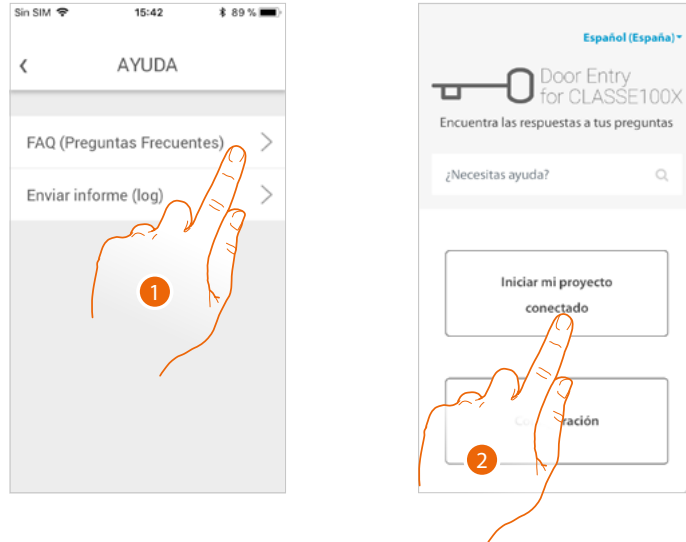 Sin SIM 15:42 89 %
AYUDA
FAQ (Preguntas Frecuentes)
Enviar informe (log)
1
Español (España)
Door Entry
for CLASSE100X
Encuentra las respuestas a tus preguntas
¿Necesitas ayuda?
Iniciar mi proyecto
conectado
ración
2